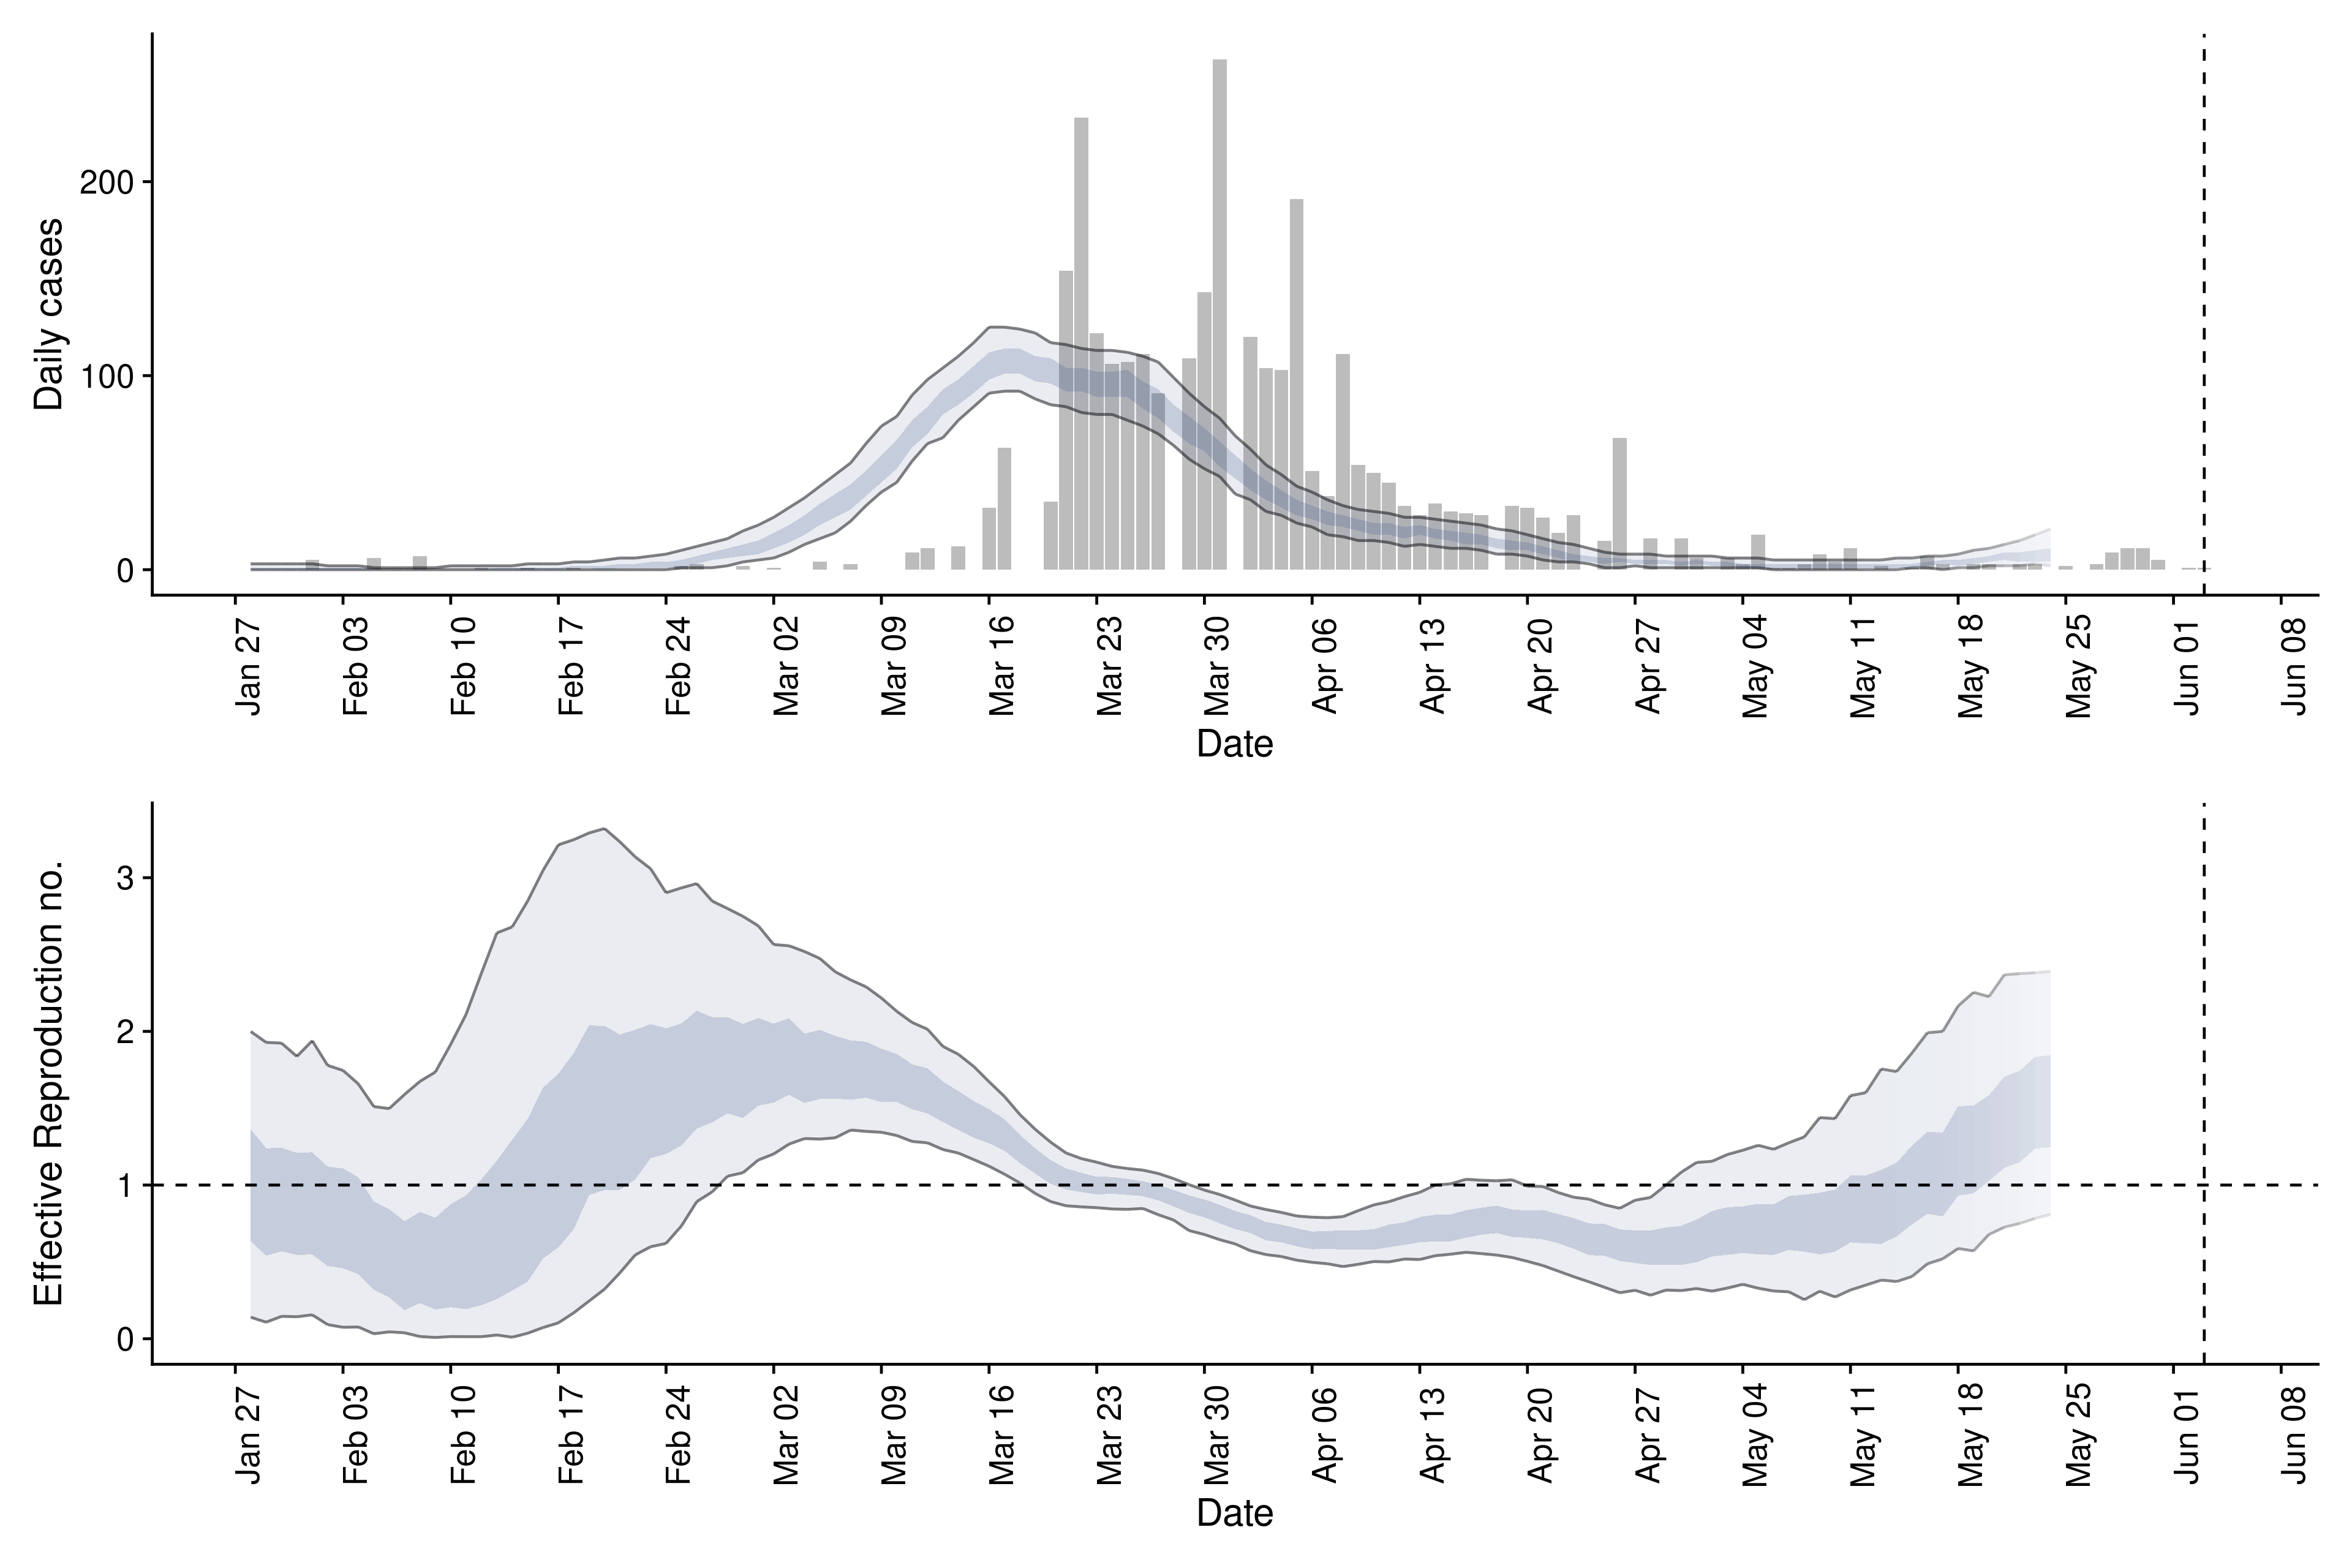 Daily cases
200
100
0
Jan 27
Feb 03
Feb 10
Feb 17
Feb 24
Mar 02
Mar 09
Mar 16
Mar 23
Mar 30
Apr 06
Apr 13
Apr 20
Apr 27
May 04
May 11
May 18
May 25
Jun 01
Jun 08
Date
Effective Reproduction no.
3
2
1
0
Jan 27
Feb 03
Feb 10
Feb 17
Feb 24
Mar 02
Mar 09
Mar 16
Mar 23
Mar 30
Apr 06
Apr 13
Apr 20
Apr 27
May 04
May 11
May 18
May 25
Jun 01
Jun 08
Date